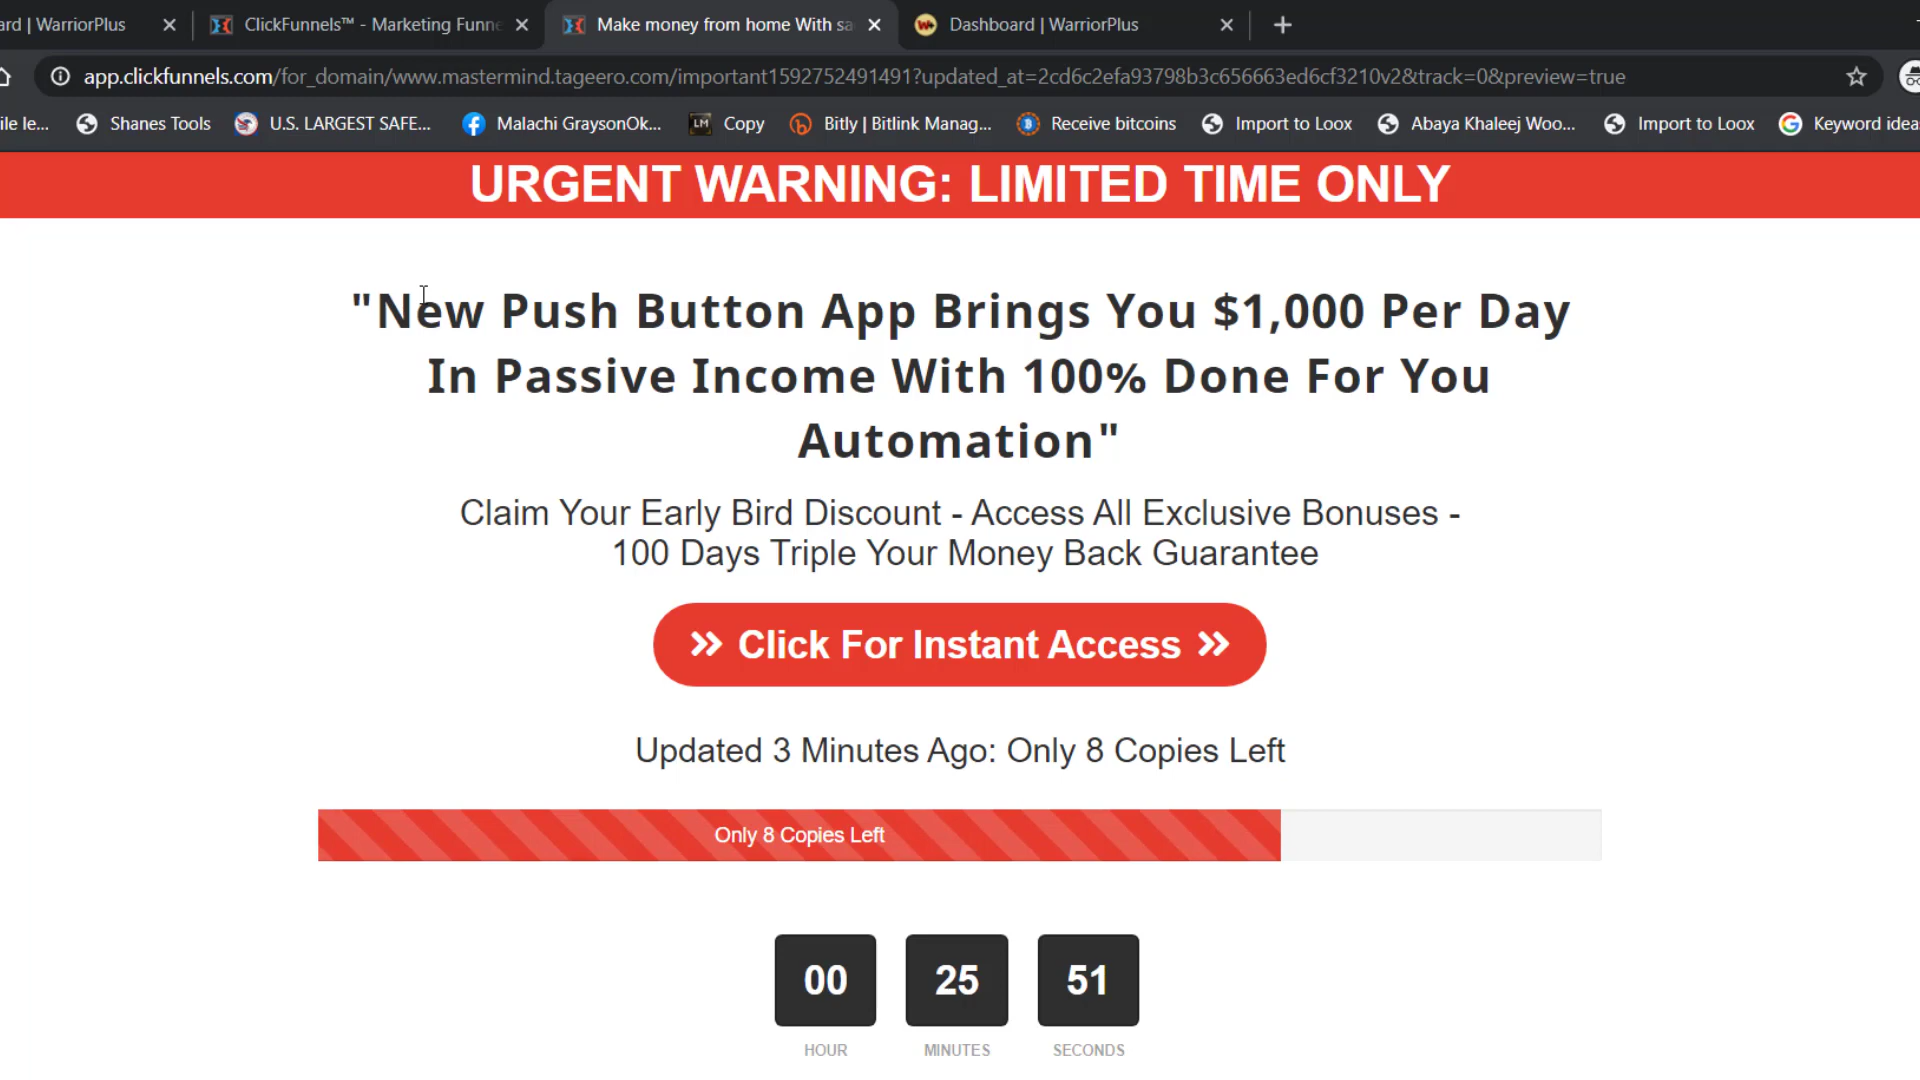 ard | WarriorPlus
ClickFunnels™ - Marketing Funne
Make money from home With sa
Dashboard | WarriorPlus
app.clickfunnels.com/for_domain/www.mastermind.tageero.com/important1592752491491?updated_at=2cd6c2efa93798b3c656663ed6cf3210v2&track=0&preview=true
ile le...
Shanes Tools
U.S. LARGEST SAFE...
Malachi GraysonOk...
LM
Copy
Bitly | Bitlink Manag...
Receive bitcoins
Import to Loox
Abaya Khaleej Woo...
Import to Loox
Keyword idea
URGENT WARNING: LIMITED TIME ONLY
"New Push Button App Brings You $1,000 Per Day
In Passive Income With 100% Done For You
Automation"
Claim Your Early Bird Discount - Access All Exclusive Bonuses -
100 Days Triple Your Money Back Guarantee
Click For Instant Access
Updated 3 Minutes Ago: Only 8 Copies Left
Only 8 Copies Left
00 25 51
HOUR MINUTES SECONDS